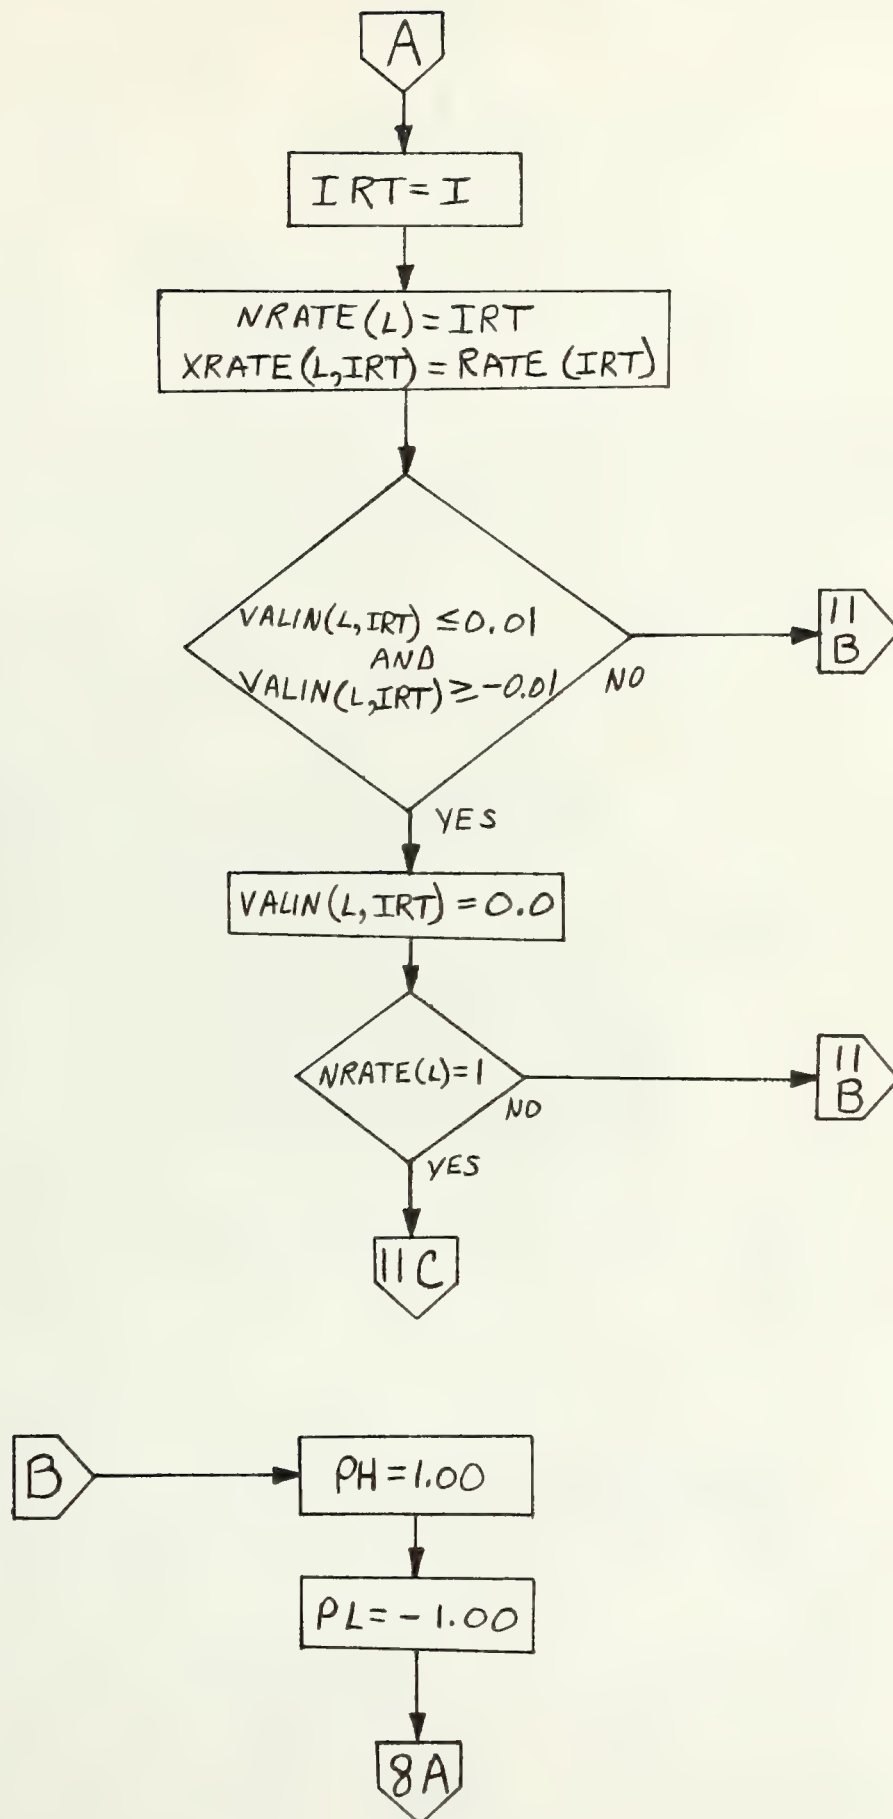 A
IRT=I
NRATE(L)=IRT
XRATE(L,IRT)=RATE(IRT)
VALIN(L,IRT)≤0.01
AND
VALIN(L,IRT)≥-0.01
NO
11
B
YES
VALIN(L,IRT)=0.0
NRATE(L)=1
NO
11
B
YES
11C
B
PH=1.00
PL=-1.00
8A